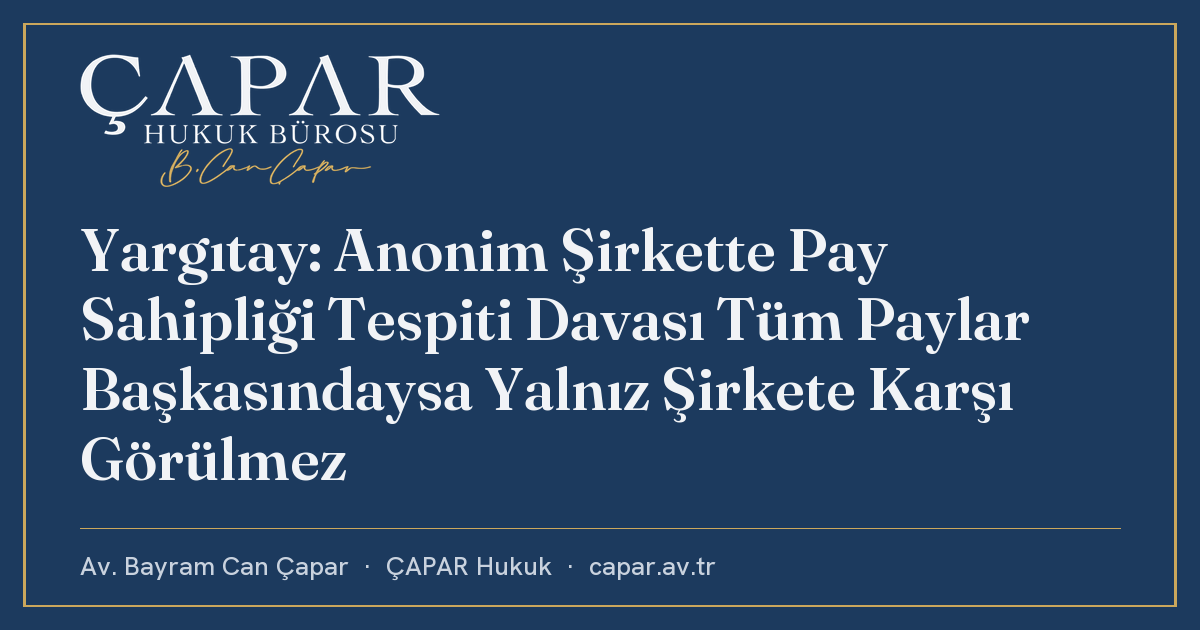 ÇAPAR
HUKUK BÜROSU
B.Can Çapar
Yargıtay: Anonim Şirkette Pay
Sahipliği Tespiti Davası Tüm Paylar
Başkasındaysa Yalnız Şirkete Karşı
Görülmez
Av. Bayram Can Çapar · ÇAPAR Hukuk · capar.av.tr